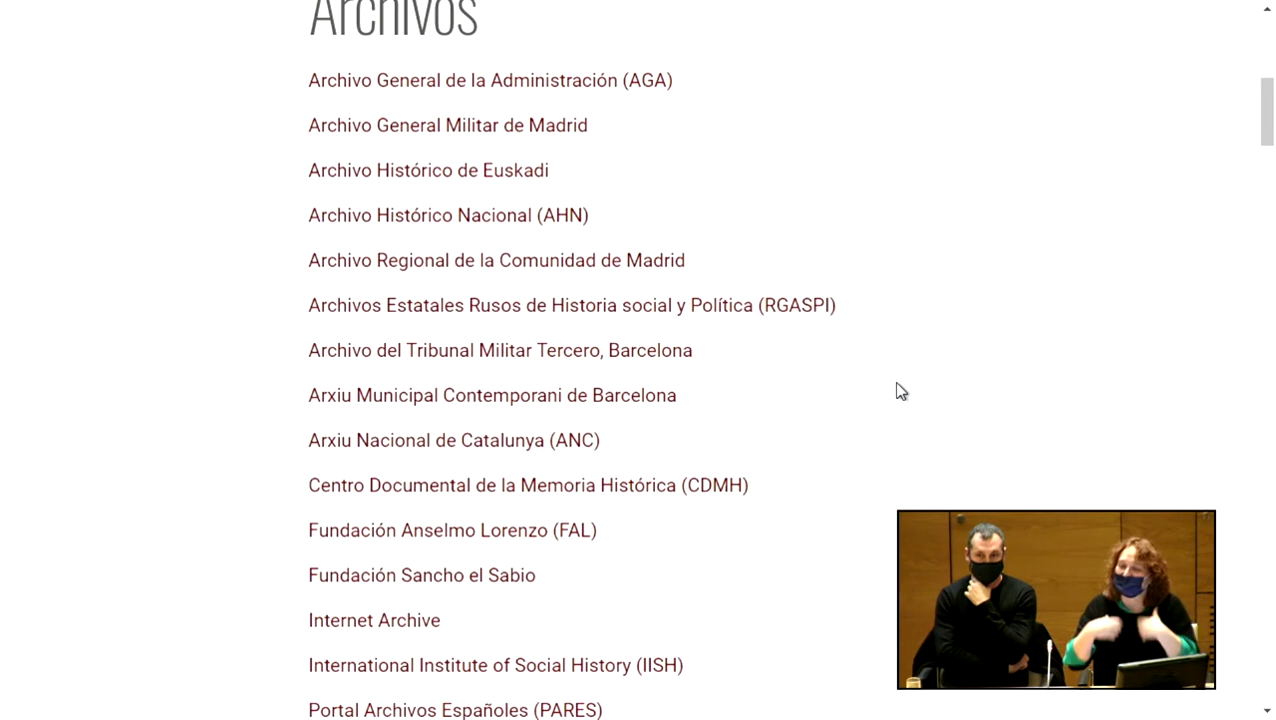 Archivos
Archivo General de la Administración (AGA)
Archivo General Militar de Madrid
Archivo Histórico de Euskadi
Archivo Histórico Nacional (AHN)
Archivo Regional de la Comunidad de Madrid
Archivos Estatales Rusos de Historia social y Política (RGASPI)
Archivo del Tribunal Militar Tercero, Barcelona
Arxiu Municipal Contemporani de Barcelona
Arxiu Nacional de Catalunya (ANC)
Centro Documental de la Memoria Histórica (CDMH)
Fundación Anselmo Lorenzo (FAL)
Fundación Sancho el Sabio
Internet Archive
International Institute of Social History (IISH)
Portal Archivos Españoles (PARES)